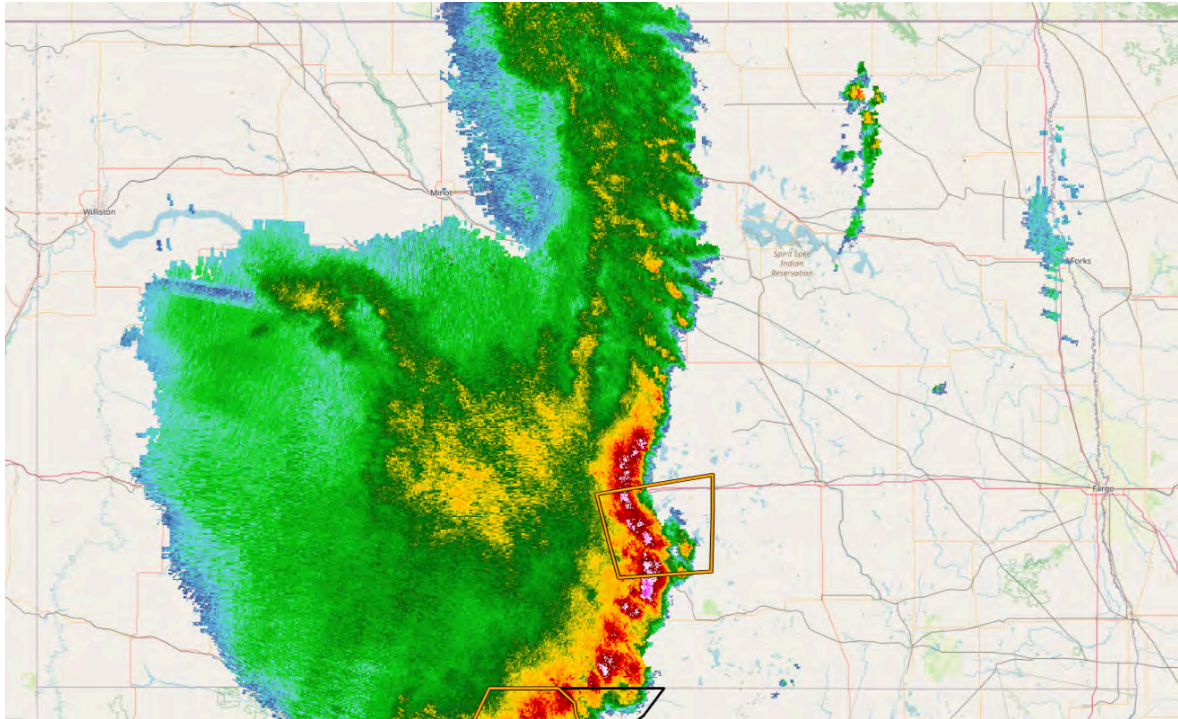 Minot
Williston
Spirit Lake
Indian
Reservation
Forks
Fargo